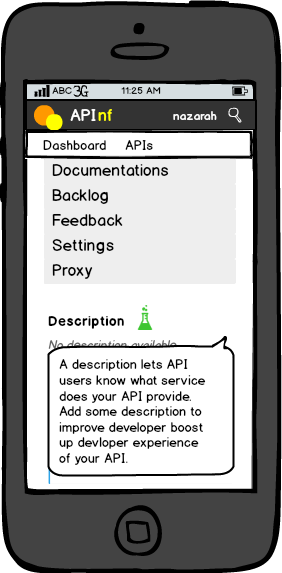 ABC 3G 11:25 AM
APInf nazarah
Dashboard APIs
Documentations
Backlog
Feedback
Settings
Proxy
Description
No description available
A description lets API
users know what service
does your API provide.
Add some description to
improve developer boost
up devloper experience
of your API.